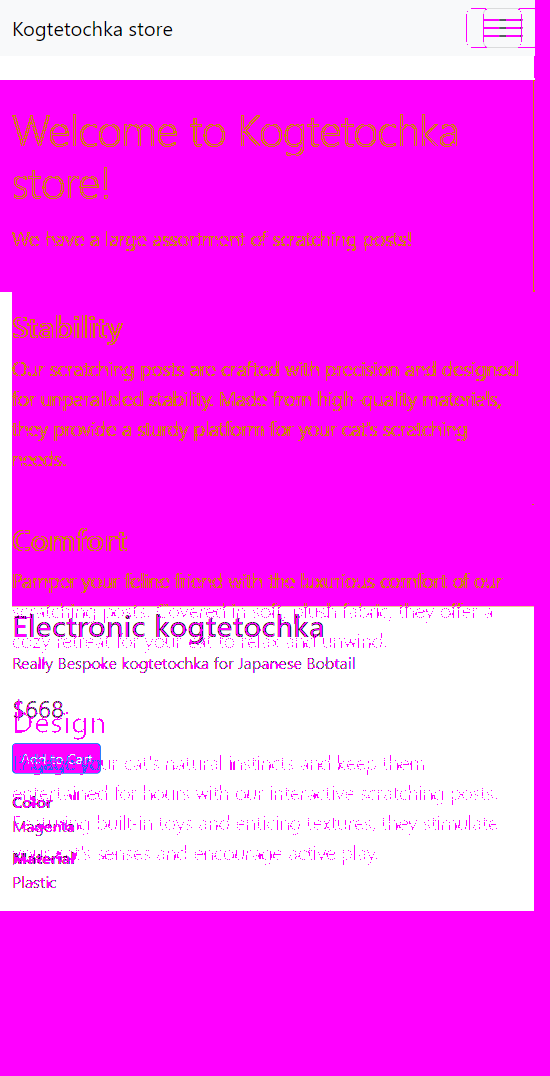 Kogtetochka store
Welcome to Kogtetochka
store!
We have a large assortment of scratching posts!
Stability
Our scratching posts are crafted with precision and designed
for unparalleled stability. Made from high-quality materials,
they provide a sturdy platform for your cat's scratching
needs.
Comfort
Pamper your feline friend with the luxurious comfort of our
scratching posts. Covered in soft, plush fabric, they offer a
Electronic kogtetochka
cozy retreat for your cat to relax and unwind.
Really Bespoke kogtetochka for Japanese Bobtail
$668
Design
Add to Cart
your cat's natural instincts and keep them
entertained for hours with our interactive scratching posts.
Color
Magenta
built-in toys and enticing textures, they stimulate
Material
your cat's senses and encourage active play.
Plastic